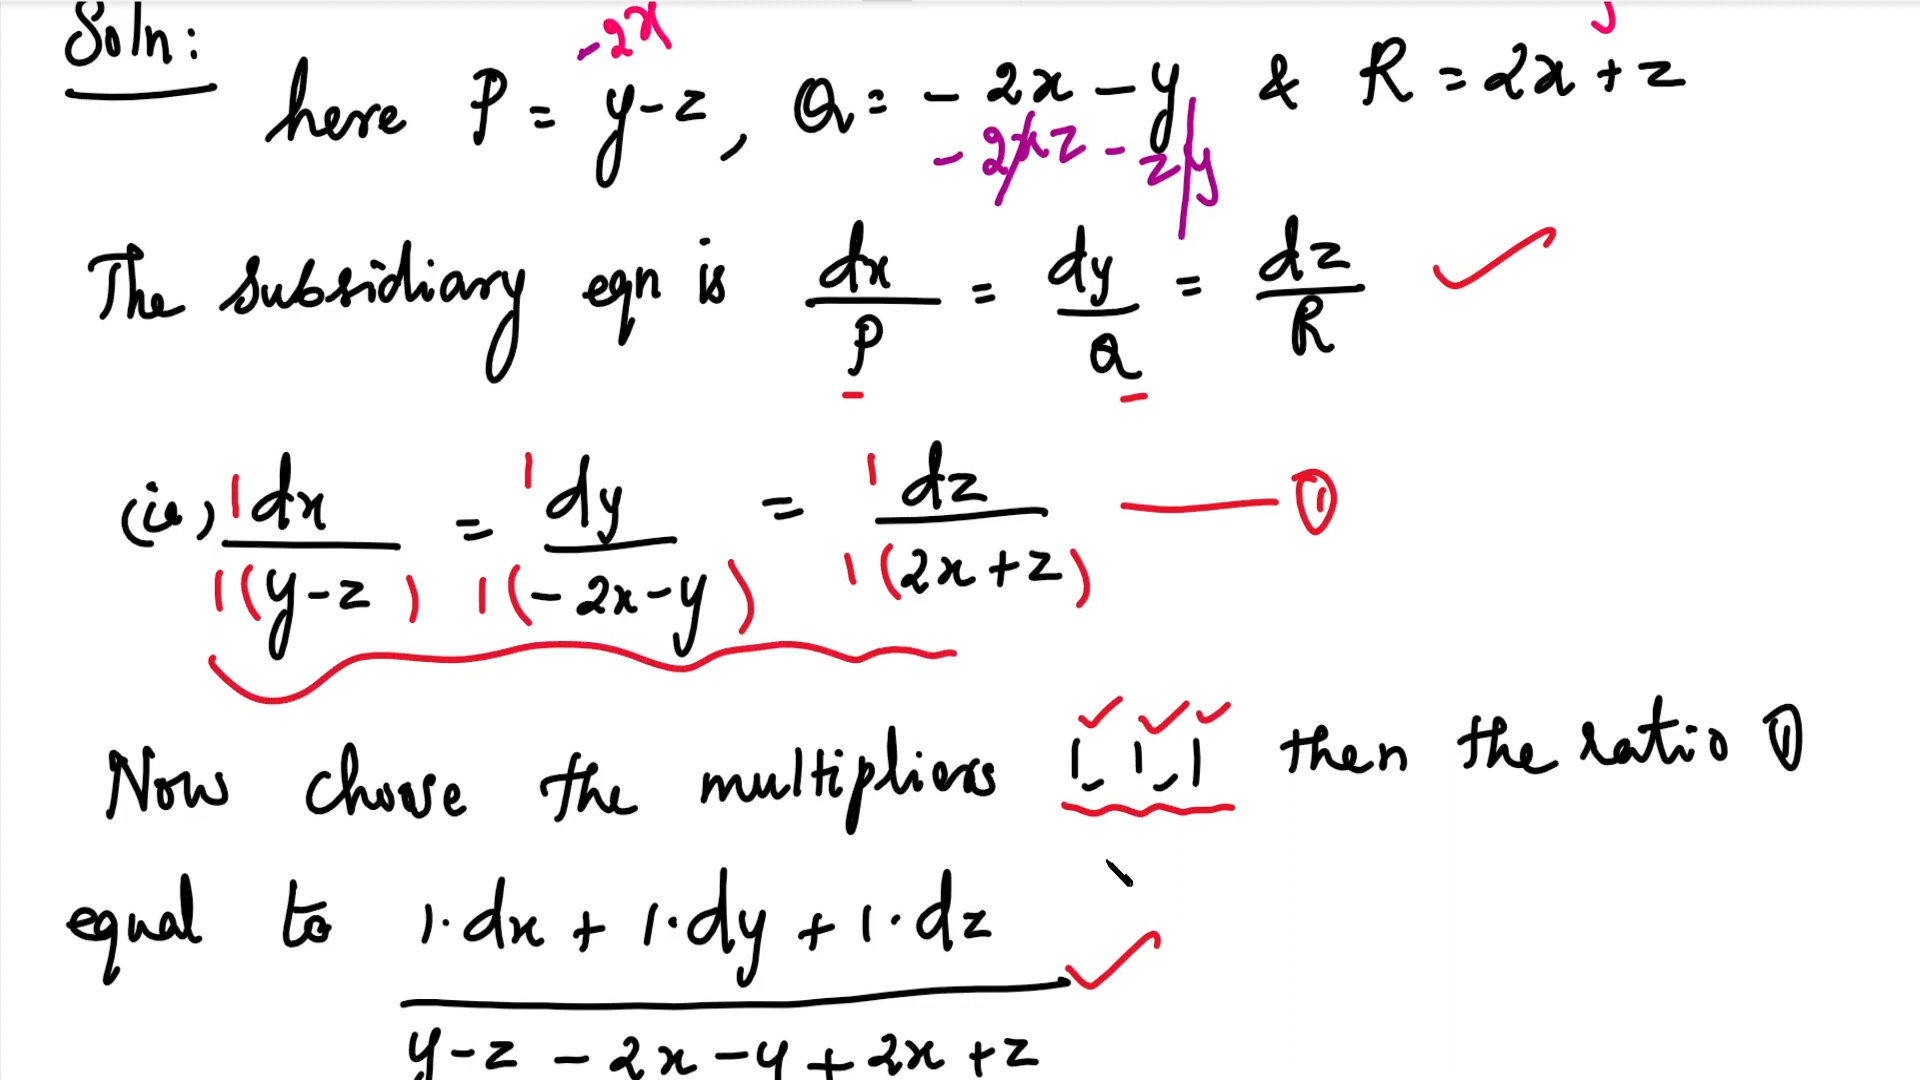 Soln:
-2x
here P = y-z, Q = -2x-y & R = 2x+z
-2xz - zy
The subsidiary eqn is dx/P = dy/Q = dz/R
(ie) 1 dx / 1(y-z) = 1 dy / 1(-2x-y) = 1 dz / 1(2x+z) — ①
Now choose the multipliers 1, 1, 1 then the ratio ①
equal to 1·dx + 1·dy + 1·dz
y-z - 2x-y + 2x+z